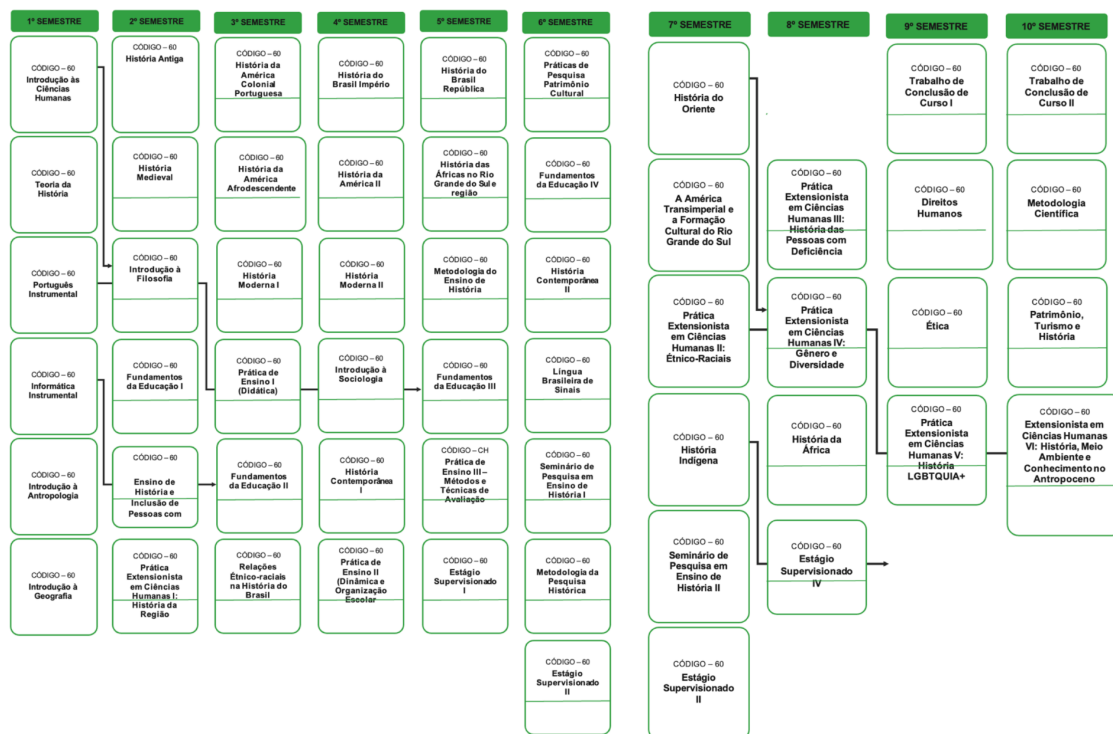 1º SEMESTRE
CÓDIGO – 60
Introdução às
Ciências
Humanas
CÓDIGO – 60
Teoria da
História
CÓDIGO – 60
Português
Instrumental
CÓDIGO – 60
Informática
Instrumental
CÓDIGO – 60
Introdução à
Antropologia
CÓDIGO – 60
Introdução à
Geografia
2º SEMESTRE
CÓDIGO – 60
História Antiga
CÓDIGO – 60
História
Medieval
CÓDIGO – 60
Introdução à
Filosofia
CÓDIGO – 60
Fundamentos
da Educação I
CÓDIGO – 60
Ensino de
História e
Inclusão de
Pessoas com
CÓDIGO – 60
Prática
Extensionista
em Ciências
Humanas I:
História da
Região
3º SEMESTRE
CÓDIGO – 60
História da
América
Colonial
Portuguesa
CÓDIGO – 60
História da
América
Afrodescendente
CÓDIGO – 60
História
Moderna I
CÓDIGO – 60
Prática de
Ensino I
(Didática)
CÓDIGO – 60
Fundamentos
da Educação II
CÓDIGO – 60
Relações
Étnico-raciais
na História do
Brasil
4º SEMESTRE
CÓDIGO – 60
História do
Brasil Império
CÓDIGO – 60
História da
América II
CÓDIGO – 60
História
Moderna II
CÓDIGO – 60
Introdução à
Sociologia
CÓDIGO – 60
História
Contemporânea
I
CÓDIGO – 60
Prática de
Ensino II
(Dinâmica e
Organização
Escolar
5º SEMESTRE
CÓDIGO – 60
História do
Brasil
República
CÓDIGO – 60
História das
Áfricas no Rio
Grande do Sul e
região
CÓDIGO – 60
Metodologia do
Ensino de
História
CÓDIGO – 60
Fundamentos
da Educação III
CÓDIGO – CH
Prática de
Ensino III –
Métodos e
Técnicas de
Avaliação
CÓDIGO – 60
Estágio
Supervisionado
I
6º SEMESTRE
CÓDIGO – 60
Práticas de
Pesquisa
Patrimônio
Cultural
CÓDIGO – 60
Fundamentos
da Educação IV
CÓDIGO – 60
História
Contemporânea
II
CÓDIGO – 60
Língua
Brasileira de
Sinais
CÓDIGO – 60
Seminário de
Pesquisa em
Ensino de
História I
CÓDIGO – 60
Metodologia da
Pesquisa
Histórica
CÓDIGO – 60
Estágio
Supervisionado
II
7º SEMESTRE
CÓDIGO – 60
História do
Oriente
CÓDIGO – 60
A América
Transimperial e
a Formação
Cultural do Rio
Grande do Sul
CÓDIGO – 60
Prática
Extensionista
em Ciências
Humanas II:
Étnico-Raciais
CÓDIGO – 60
História
Indígena
CÓDIGO – 60
Seminário de
Pesquisa em
Ensino de
História II
CÓDIGO – 60
Estágio
Supervisionado
II
8º SEMESTRE
CÓDIGO – 60
Prática
Extensionista
em Ciências
Humanas III:
História das
Pessoas com
Deficiência
CÓDIGO – 60
Prática
Extensionista
em Ciências
Humanas IV:
Gênero e
Diversidade
CÓDIGO – 60
História da
África
CÓDIGO – 60
Estágio
Supervisionado
IV
9º SEMESTRE
CÓDIGO – 60
Trabalho de
Conclusão de
Curso I
CÓDIGO – 60
Direitos
Humanos
CÓDIGO – 60
Ética
CÓDIGO – 60
Prática
Extensionista
em Ciências
Humanas V:
História
LGBTQUIA+
10º SEMESTRE
CÓDIGO – 60
Trabalho de
Conclusão de
Curso II
CÓDIGO – 60
Metodologia
Científica
CÓDIGO – 60
Patrimônio,
Turismo e
História
CÓDIGO – 60
Extensionista em
Ciências Humanas
VI: História, Meio
Ambiente e
Conhecimento no
Antropoceno